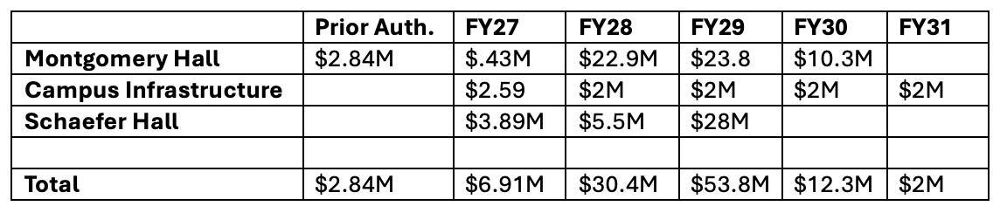 Prior Auth. FY27 FY28 FY29 FY30 FY31
Montgomery Hall $2.84M $.43M $22.9M $23.8 $10.3M
Campus Infrastructure $2.59 $2M $2M $2M $2M
Schaefer Hall $3.89M $5.5M $28M
Total $2.84M $6.91M $30.4M $53.8M $12.3M $2M